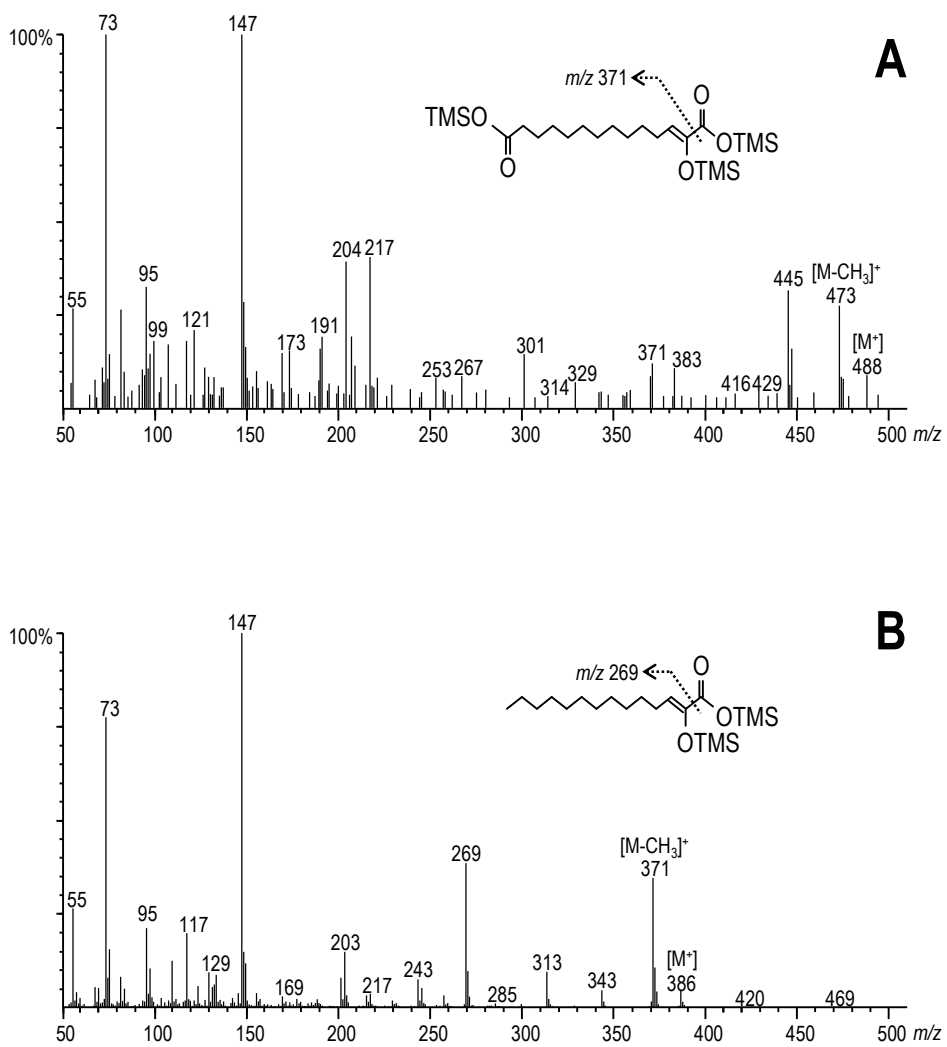 A
100%
73
147
m/z 371
TMSO
O
O
OTMS
OTMS
55
95
99
121
173
191
204
217
253
267
301
314
329
371
383
416
429
445
[M-CH₃]⁺
473
[M⁺]
488
50 100 150 200 250 300 350 400 450 500 m/z
B
100%
147
73
m/z 269
O
OTMS
OTMS
55
95
117
129
169
203
217
243
269
285
313
343
[M-CH₃]⁺
371
[M⁺]
386
420
469
50 100 150 200 250 300 350 400 450 500 m/z